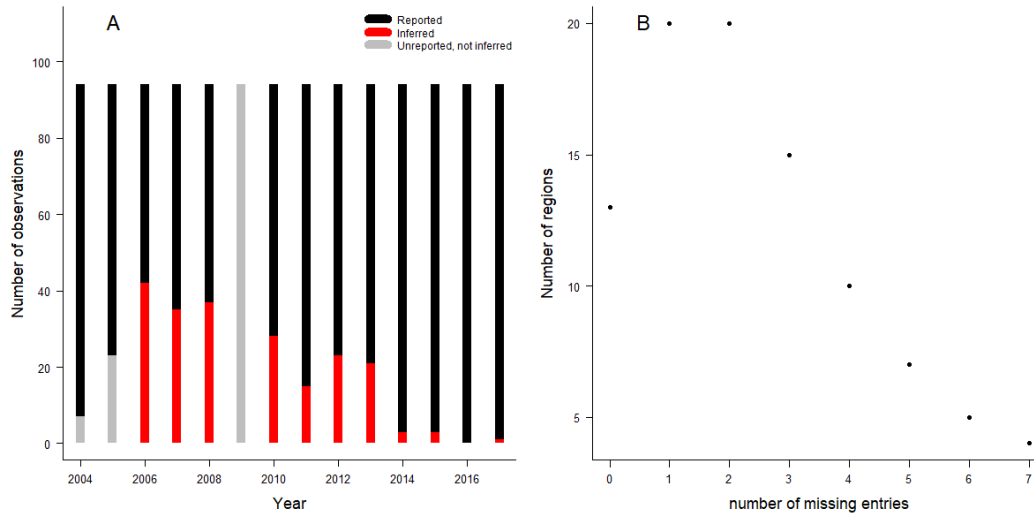 A
Reported
Inferred
Unreported, not inferred
100
80
60
40
20
0
2004 2006 2008 2010 2012 2014 2016
Year
Number of observations
B
20
15
10
5
0 1 2 3 4 5 6 7
number of missing entries
Number of regions